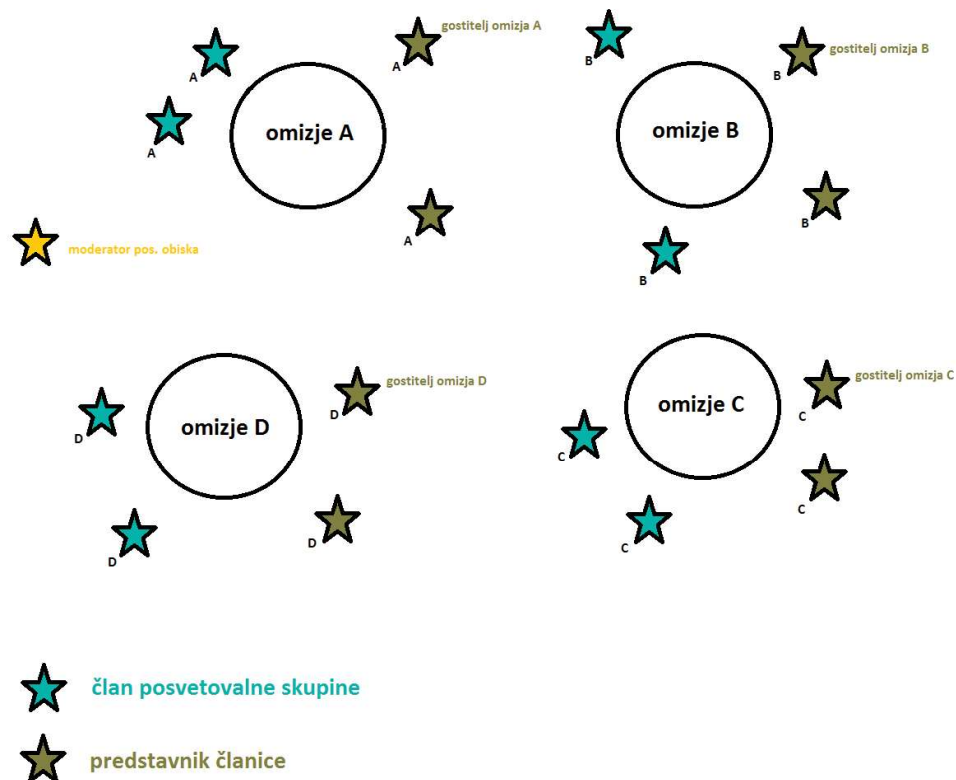 gostitelj omizja A
A
A
A
A
omizje A
gostitelj omizja B
B
B
B
B
omizje B
moderator pos. obiska
gostitelj omizja D
D
D
D
D
omizje D
gostitelj omizja C
C
C
C
C
omizje C
član posvetovalne skupine
predstavnik članice